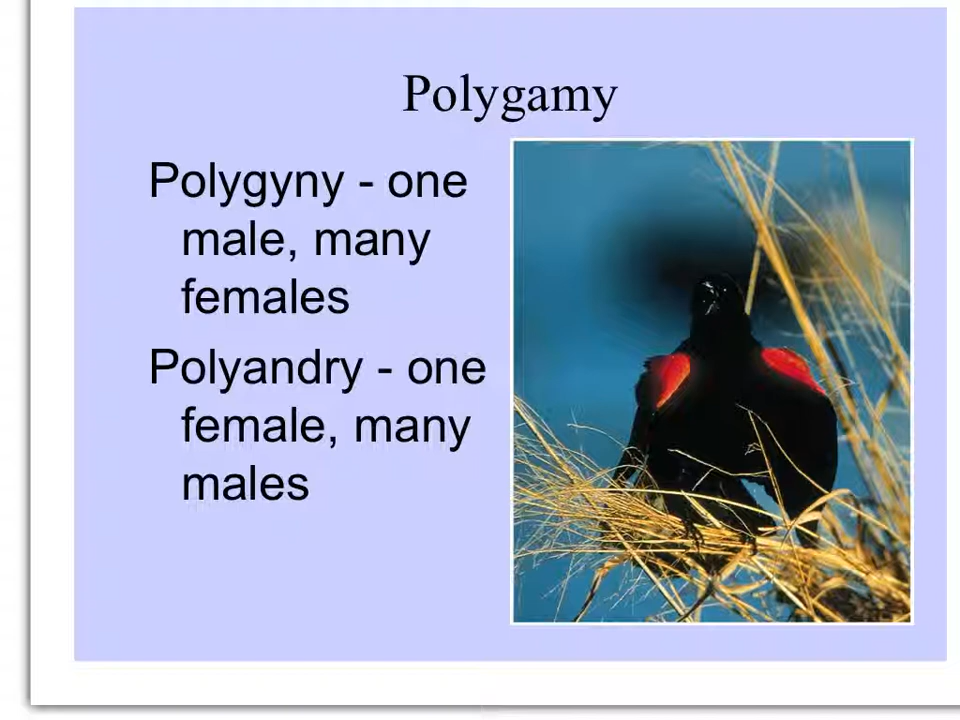 Polygamy
Polygyny - one
male, many
females
Polyandry - one
female, many
males